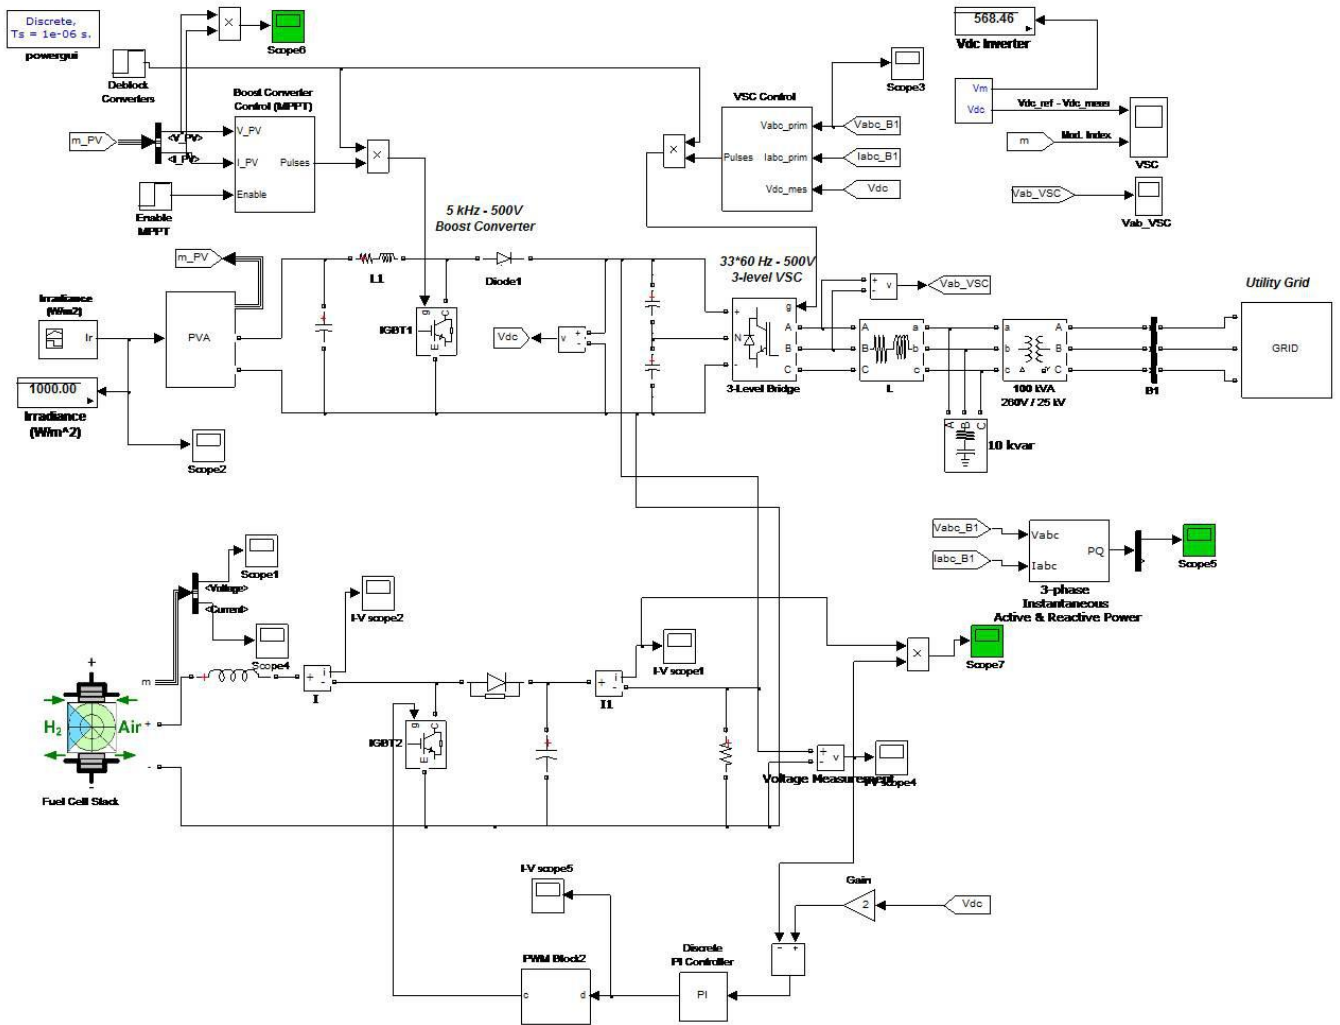 Discrete,
Ts = 1e-06 s.
powergui
Scope6
568.46
Vdc Inverter
Deblock
Converters
Boost Converter
Control (MPPT)
VSC Control
Scope3
Vm
Vdc
Vdc_ref - Vdc_meas
m
Mod. Index
VSC
m_PV
<V_PV>
<I_PV>
V_PV
I_PV
Pulses
Enable
Enable
MPPT
Vabc_prim
Iabc_prim
Vdc_mes
Pulses
Vabc_B1
Iabc_B1
Vdc
Vab_VSC
Vab_VSC
5 kHz - 500V
Boost Converter
m_PV
L1
Diode1
33*60 Hz - 500V
3-level VSC
Vab_VSC
Utility Grid
Irradiance
(W/m2)
Ir
PVA
IGBT1
g
C
E
Vdc
v
+
N
-
g
A
B
C
3-Level Bridge
v
A
B
C
a
b
c
L
a
b
c
A
B
C
100 kVA
260V / 25 kV
B1
GRID
1000.00
Irradiance
(W/m^2)
Scope2
A
B
C
10 kvar
Scope1
<Voltage>
<Current>
Scope4
I-V scope2
Vabc_B1
Iabc_B1
Vabc
Iabc
PQ
3-phase
Instantaneous
Active & Reactive Power
Scope5
I-V scope1
Scope7
m
+
-
H2
Air
Fuel Cell Stack
i
I
i
I1
IGBT2
g
C
E
v
Voltage Measurement
I-V scope5
Gain
2
Vdc
PWM Block2
c
d
Discrete
PI Controller
PI
- +